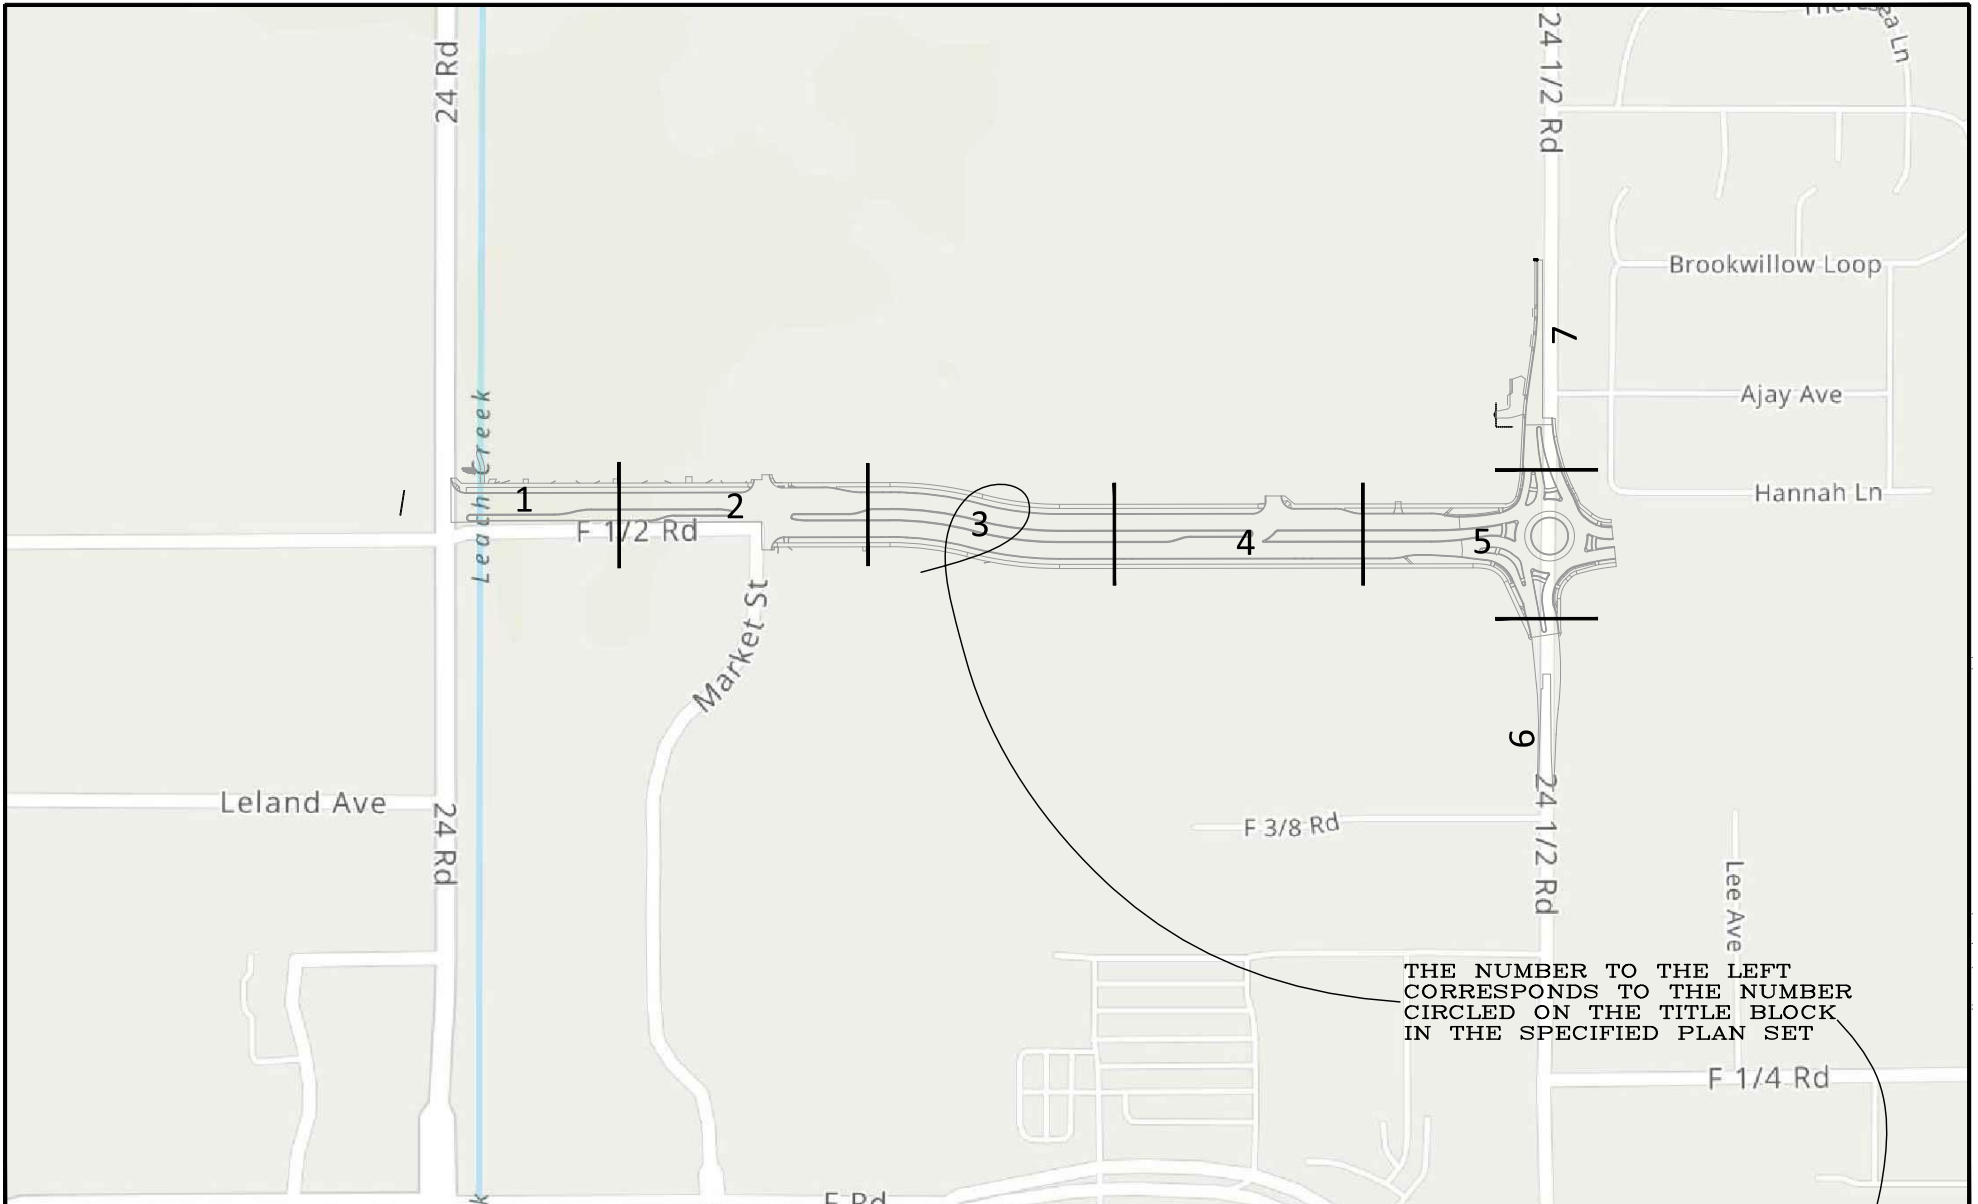 24 Rd
24 1/2 Rd
Brookwillow Loop
7
Ajay Ave
Leach Creek
Hannah Ln
1
2
3
4
5
F 1/2 Rd
Market St
6
Leland Ave
24 Rd
24 1/2 Rd
F 3/8 Rd
Lee Ave
THE NUMBER TO THE LEFT
CORRESPONDS TO THE NUMBER
CIRCLED ON THE TITLE BLOCK
IN THE SPECIFIED PLAN SET
F 1/4 Rd
F Rd